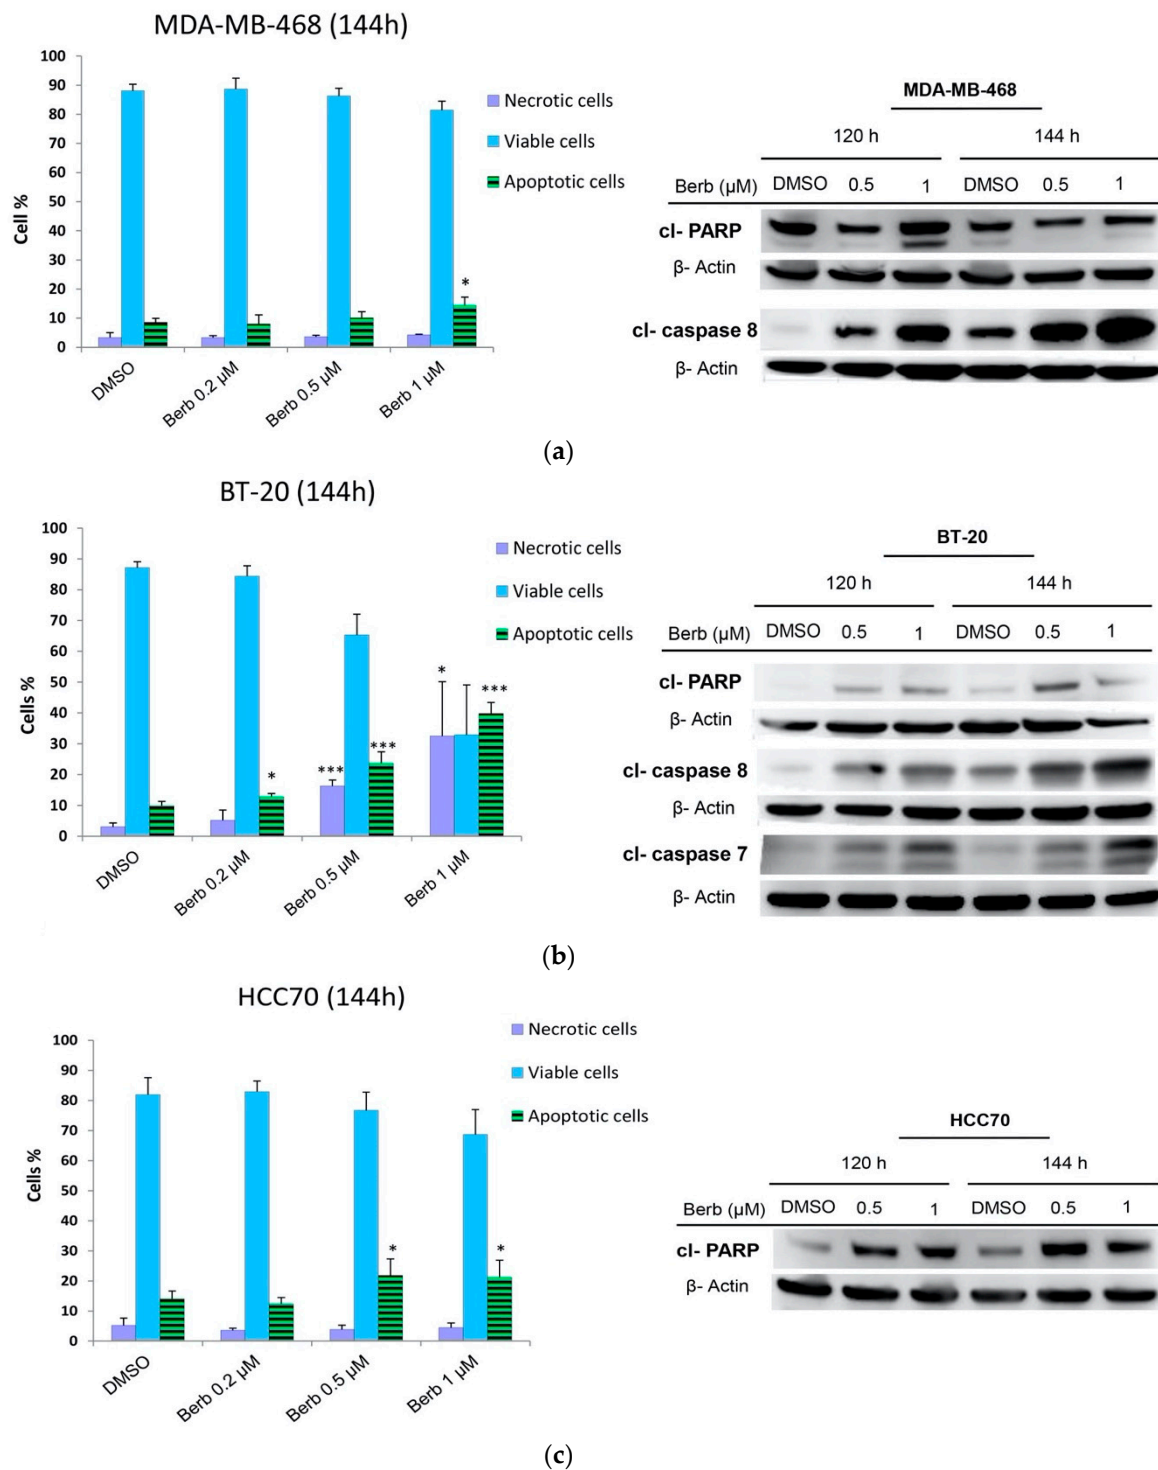 MDA-MB-468 (144h)
100
90
80
70
60
50
40
30
20
10
0
Cell %
*
DMSO
Berb 0.2 µM
Berb 0.5 µM
Berb 1 µM
Necrotic cells
Viable cells
Apoptotic cells
MDA-MB-468
120 h 144 h
Berb (µM) DMSO 0.5 1 DMSO 0.5 1
cl- PARP
β- Actin
cl- caspase 8
β- Actin
(a)
BT-20 (144h)
100
90
80
70
60
50
40
30
20
10
0
Cells %
* *** *** * ***
DMSO
Berb 0.2 µM
Berb 0.5 µM
Berb 1 µM
Necrotic cells
Viable cells
Apoptotic cells
BT-20
120 h 144 h
Berb (µM) DMSO 0.5 1 DMSO 0.5 1
cl- PARP
β- Actin
cl- caspase 8
β- Actin
cl- caspase 7
β- Actin
(b)
HCC70 (144h)
100
90
80
70
60
50
40
30
20
10
0
Cells %
* *
DMSO
Berb 0.2 µM
Berb 0.5 µM
Berb 1 µM
Necrotic cells
Viable cells
Apoptotic cells
HCC70
120 h 144 h
Berb (µM) DMSO 0.5 1 DMSO 0.5 1
cl- PARP
β- Actin
(c)